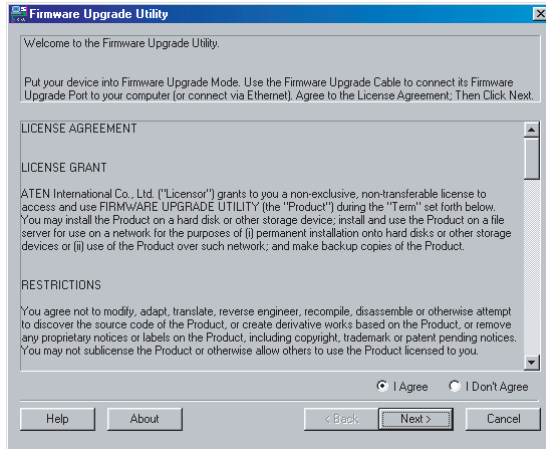 Firmware Upgrade Utility
Welcome to the Firmware Upgrade Utility.
Put your device into Firmware Upgrade Mode. Use the Firmware Upgrade Cable to connect its Firmware
Upgrade Port to your computer (or connect via Ethernet). Agree to the License Agreement; Then Click Next.
LICENSE AGREEMENT
LICENSE GRANT
ATEN International Co., Ltd. ("Licensor") grants to you a non-exclusive, non-transferable license to
access and use FIRMWARE UPGRADE UTILITY (the "Product") during the "Term" set forth below.
You may install the Product on a hard disk or other storage device; install and use the Product on a file
server for use on a network for the purposes of (i) permanent installation onto hard disks or other storage
devices or (ii) use of the Product over such network; and make backup copies of the Product.
RESTRICTIONS
You agree not to modify, adapt, translate, reverse engineer, recompile, disassemble or otherwise attempt
to discover the source code of the Product, or create derivative works based on the Product, or remove
any proprietary notices or labels on the Product, including copyright, trademark or patent pending notices.
You may not sublicense the Product or otherwise allow others to use the Product licensed to you.
I Agree I Don't Agree
Help About < Back Next > Cancel